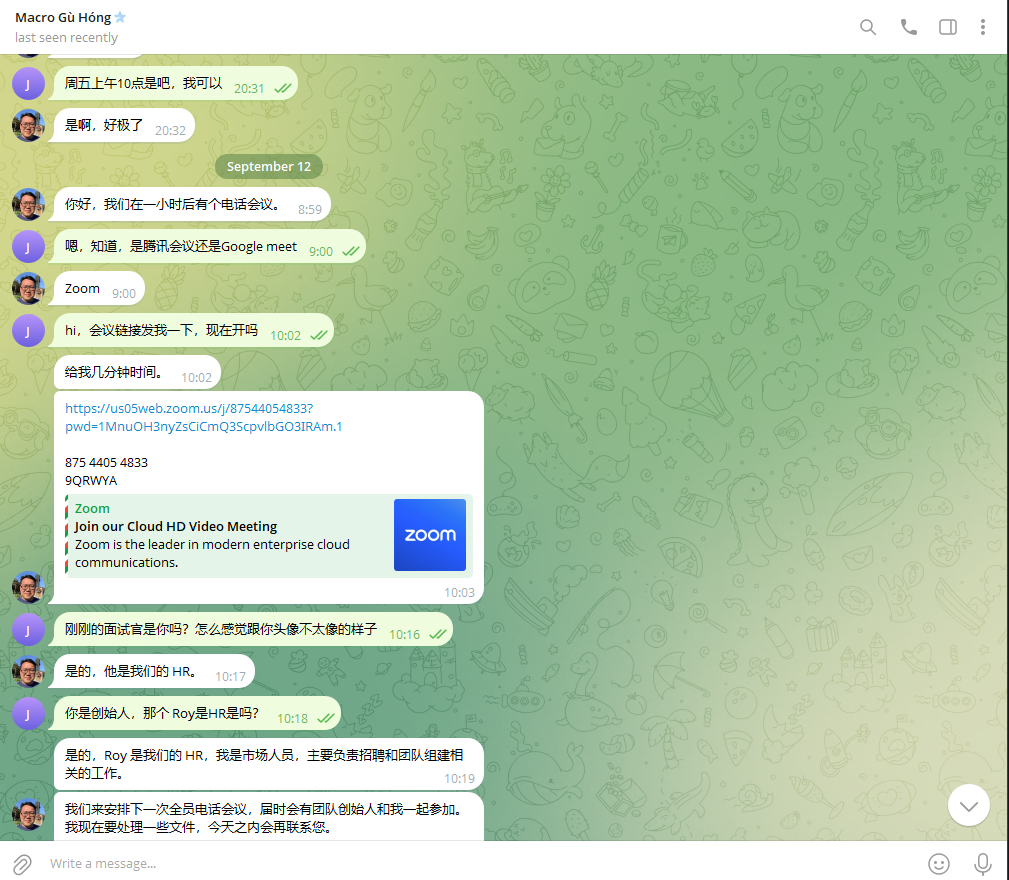 Macro Gù Hóng
last seen recently
J
周五上午10点是吧，我可以 20:31
是啊，好极了 20:32
September 12
你好，我们在一小时后有个电话会议。 8:59
J
嗯，知道，是腾讯会议还是Google meet 9:00
Zoom 9:00
J
hi，会议链接发我一下，现在开吗 10:02
给我几分钟时间。 10:02
https://us05web.zoom.us/j/87544054833?
pwd=1MnuOH3nyZsCiCmQ3ScpvlbGO3IRAm.1
875 4405 4833
9QRWYA
Zoom
Join our Cloud HD Video Meeting
Zoom is the leader in modern enterprise cloud
communications.
zoom
10:03
J
刚刚的面试官是你吗？怎么感觉跟你头像不太像的样子 10:16
是的，他是我们的 HR。 10:17
J
你是创始人，那个 Roy是HR是吗？ 10:18
是的，Roy 是我们的 HR，我是市场人员，主要负责招聘和团队组建相
关的工作。 10:19
我们来安排下一次全员电话会议，届时会有团队创始人和我一起参加。
我现在要处理一些文件，今天之内会再联系您。
Write a message...